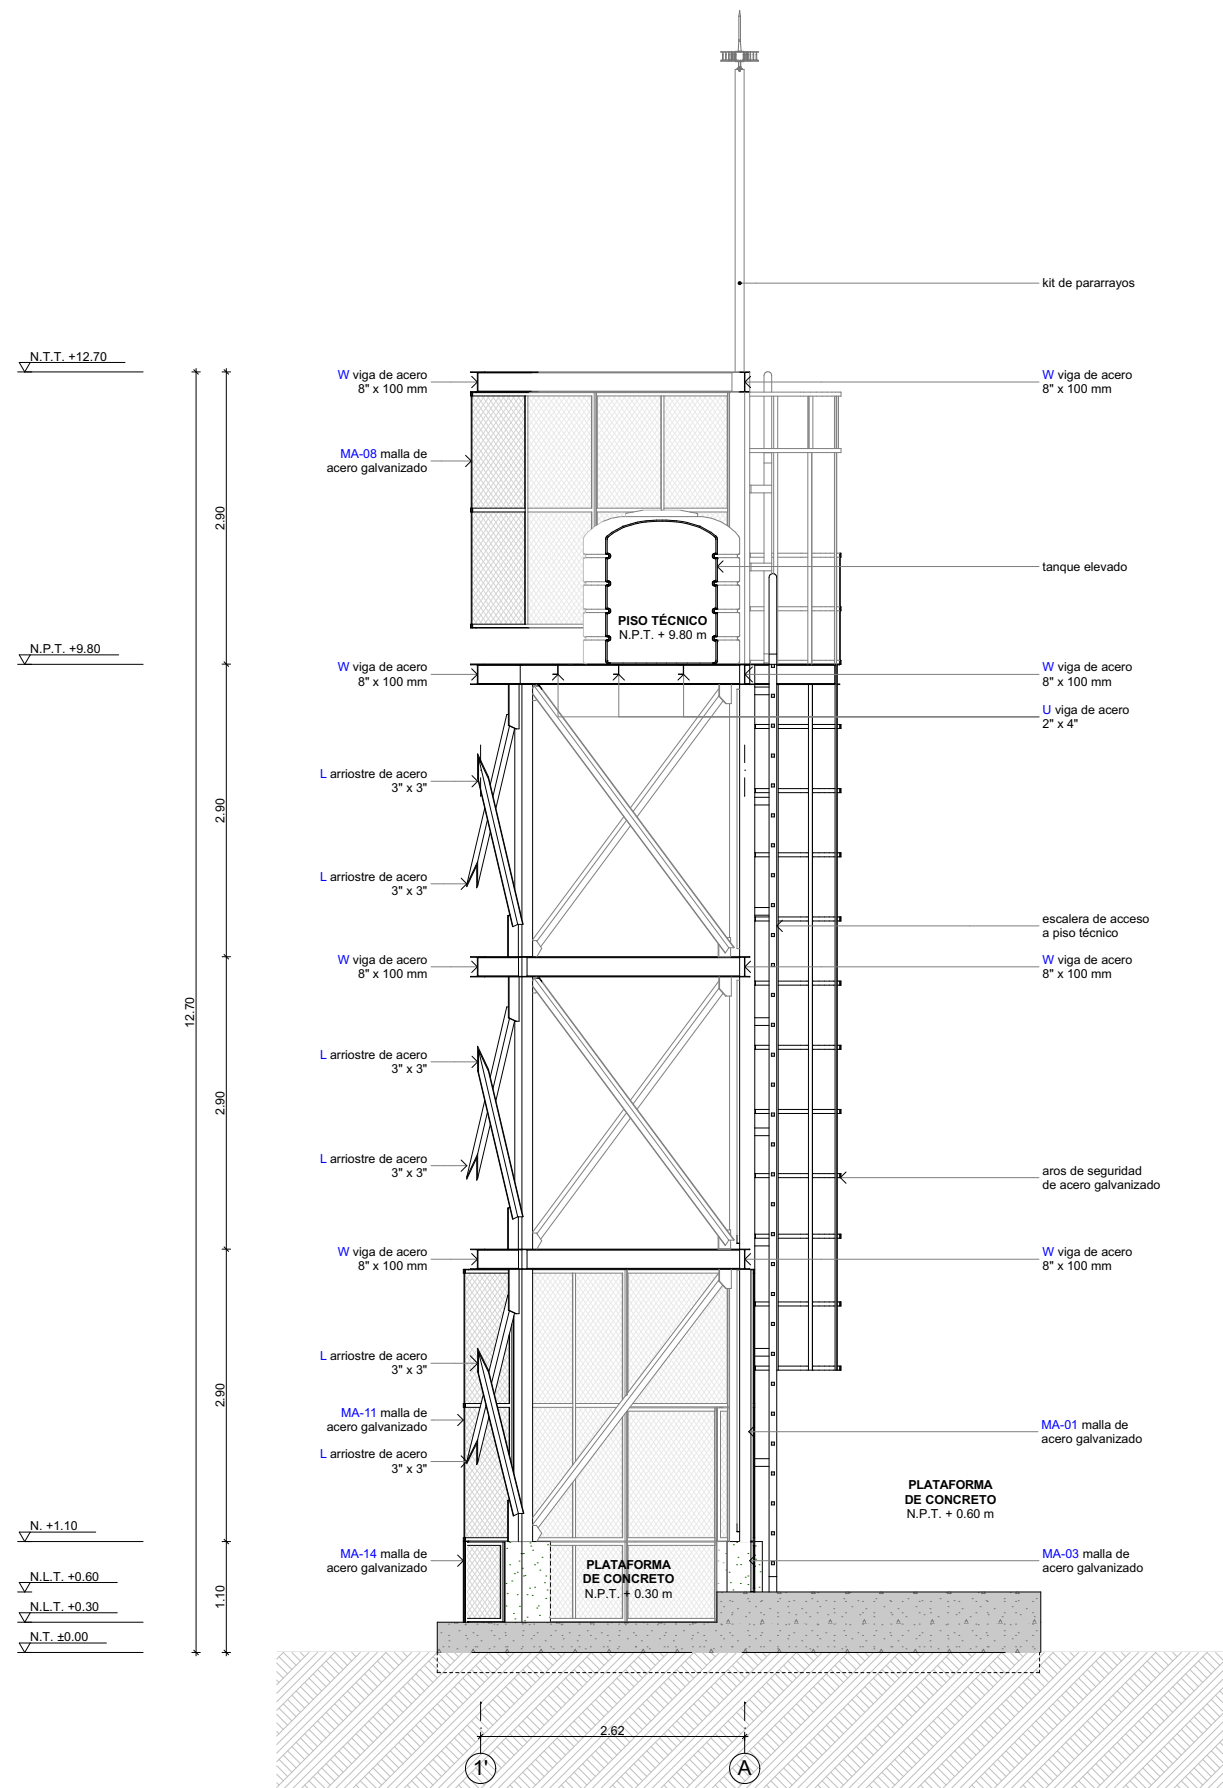 kit de pararrayos
N.T.T. +12.70
W viga de acero
8" x 100 mm
W viga de acero
8" x 100 mm
MA-08 malla de
acero galvanizado
2.90
tanque elevado
PISO TÉCNICO
N.P.T. + 9.80 m
N.P.T. +9.80
W viga de acero
8" x 100 mm
W viga de acero
8" x 100 mm
U viga de acero
2" x 4"
L arriostre de acero
3" x 3"
2.90
L arriostre de acero
3" x 3"
escalera de acceso
a piso técnico
W viga de acero
8" x 100 mm
W viga de acero
8" x 100 mm
12.70
L arriostre de acero
3" x 3"
2.90
L arriostre de acero
3" x 3"
aros de seguridad
de acero galvanizado
W viga de acero
8" x 100 mm
W viga de acero
8" x 100 mm
L arriostre de acero
3" x 3"
2.90
MA-11 malla de
acero galvanizado
MA-01 malla de
acero galvanizado
L arriostre de acero
3" x 3"
PLATAFORMA
DE CONCRETO
N.P.T. + 0.60 m
N. +1.10
MA-14 malla de
acero galvanizado
PLATAFORMA
DE CONCRETO
N.P.T. + 0.30 m
MA-03 malla de
acero galvanizado
N.L.T. +0.60
1.10
N.L.T. +0.30
N.T. ±0.00
2.62
1'
A